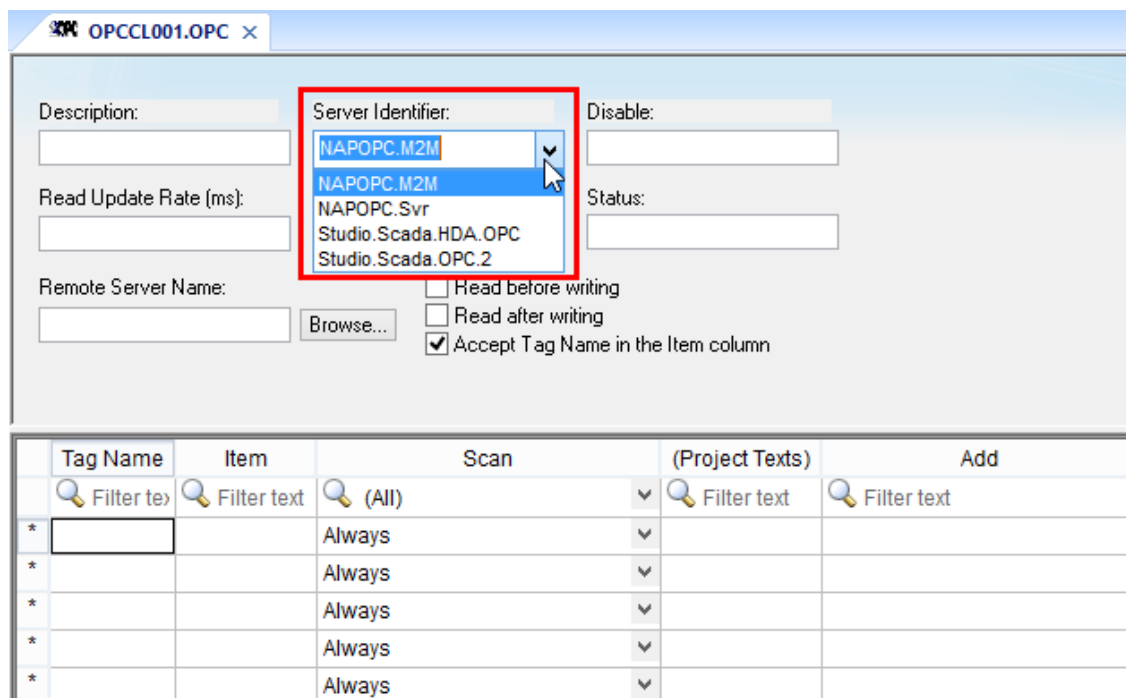 OPCCL001.OPC
Description:
Server Identifier:
Disable:
NAPOPC.M2M
NAPOPC.M2M
NAPOPC.Svr
Studio.Scada.HDA.OPC
Studio.Scada.OPC.2
Read Update Rate (ms):
Status:
Remote Server Name:
Browse...
Read before writing
Read after writing
Accept Tag Name in the Item column
Tag Name Item Scan (Project Texts) Add
Filter text Filter text (All) Filter text Filter text
* Always
* Always
* Always
* Always
* Always